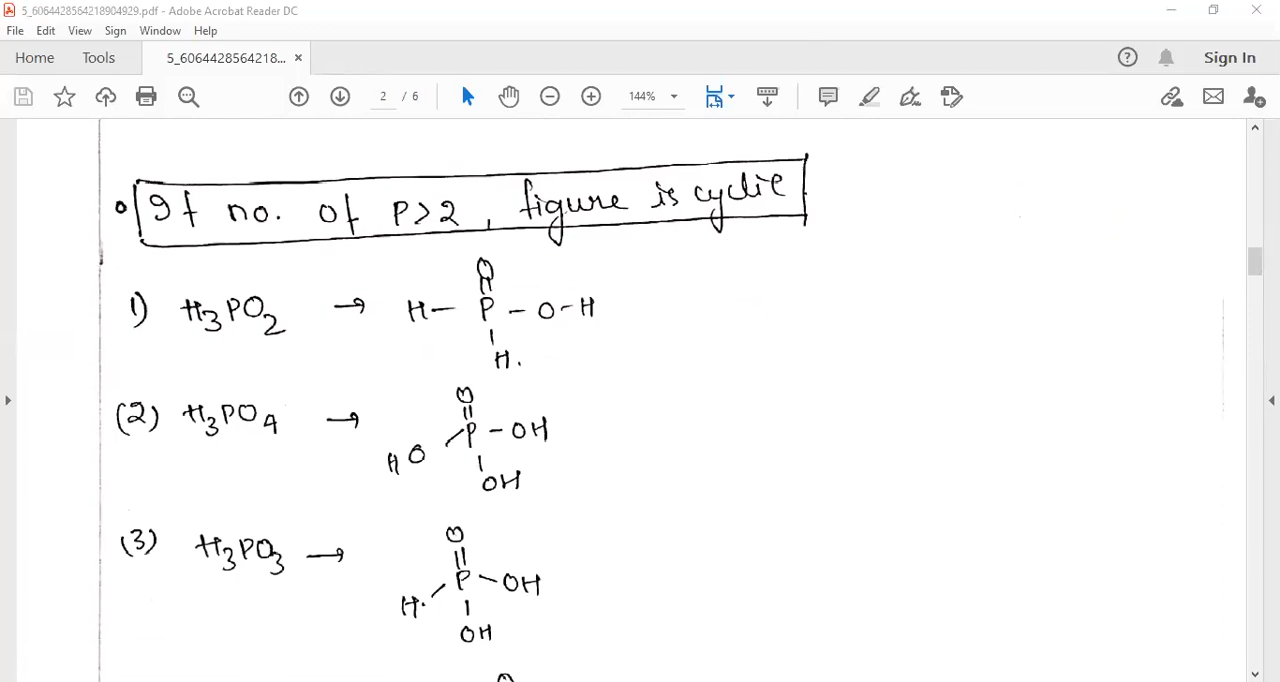 5_6064428564218904929.pdf - Adobe Acrobat Reader DC
File Edit View Sign Window Help
Home Tools 5_6064428564218... × Sign In
2 / 6 144%
If no. of P>2, figure is cyclic
1) H3PO2 → H- P - O-H
O
H.
(2) H3PO4 → O
HO P - OH
OH
(3) H3PO3 → O
H. P OH
OH